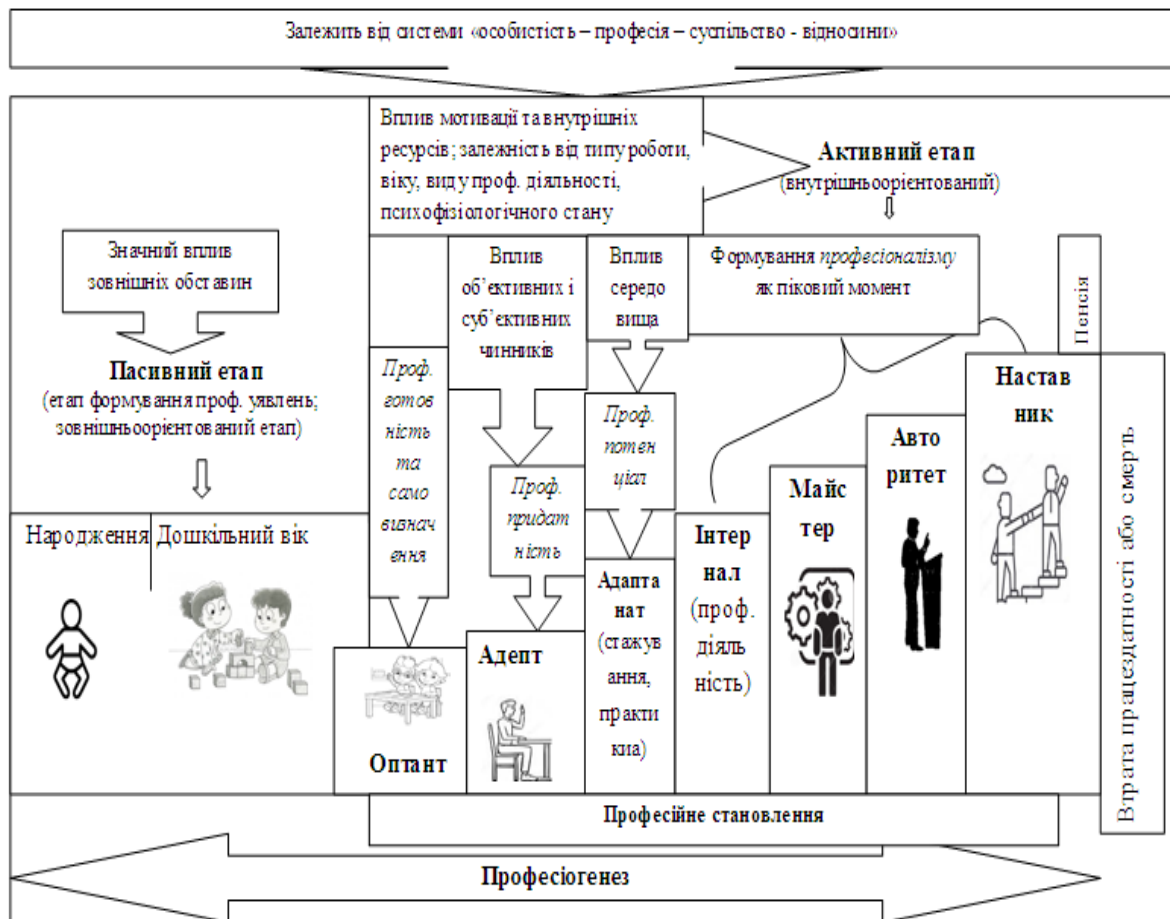 Залежить від системи «особистість – професія – суспільство - відносини»
Вплив мотивації та внутрішніх
ресурсів; залежність від типу роботи,
віку, виду проф. діяльності,
психофізіологічного стану
Активний етап
(внутрішньоорієнтований)
Значний вплив
зовнішніх обставин
Пасивний етап
(етап формування проф. уявлень;
зовнішньоорієнтований етап)
Вплив
об’єктивних і
суб’єктивних
чинників
Вплив
середо
вища
Формування професіоналізму
як піковий момент
Пенсія
Проф.
готов
ність
та
само
визнач
ення
Проф.
придат
ність
Проф.
потен
ціал
Народження
Дошкільний вік
Оптант
Адепт
Адапта
нат
(стажув
ання,
практи
киа)
Інтер
нал
(проф.
діяль
ність)
Майс
тер
Авто
ритет
Настав
ник
Втрата працездатності або смерть
Професійне становлення
Професіогенез